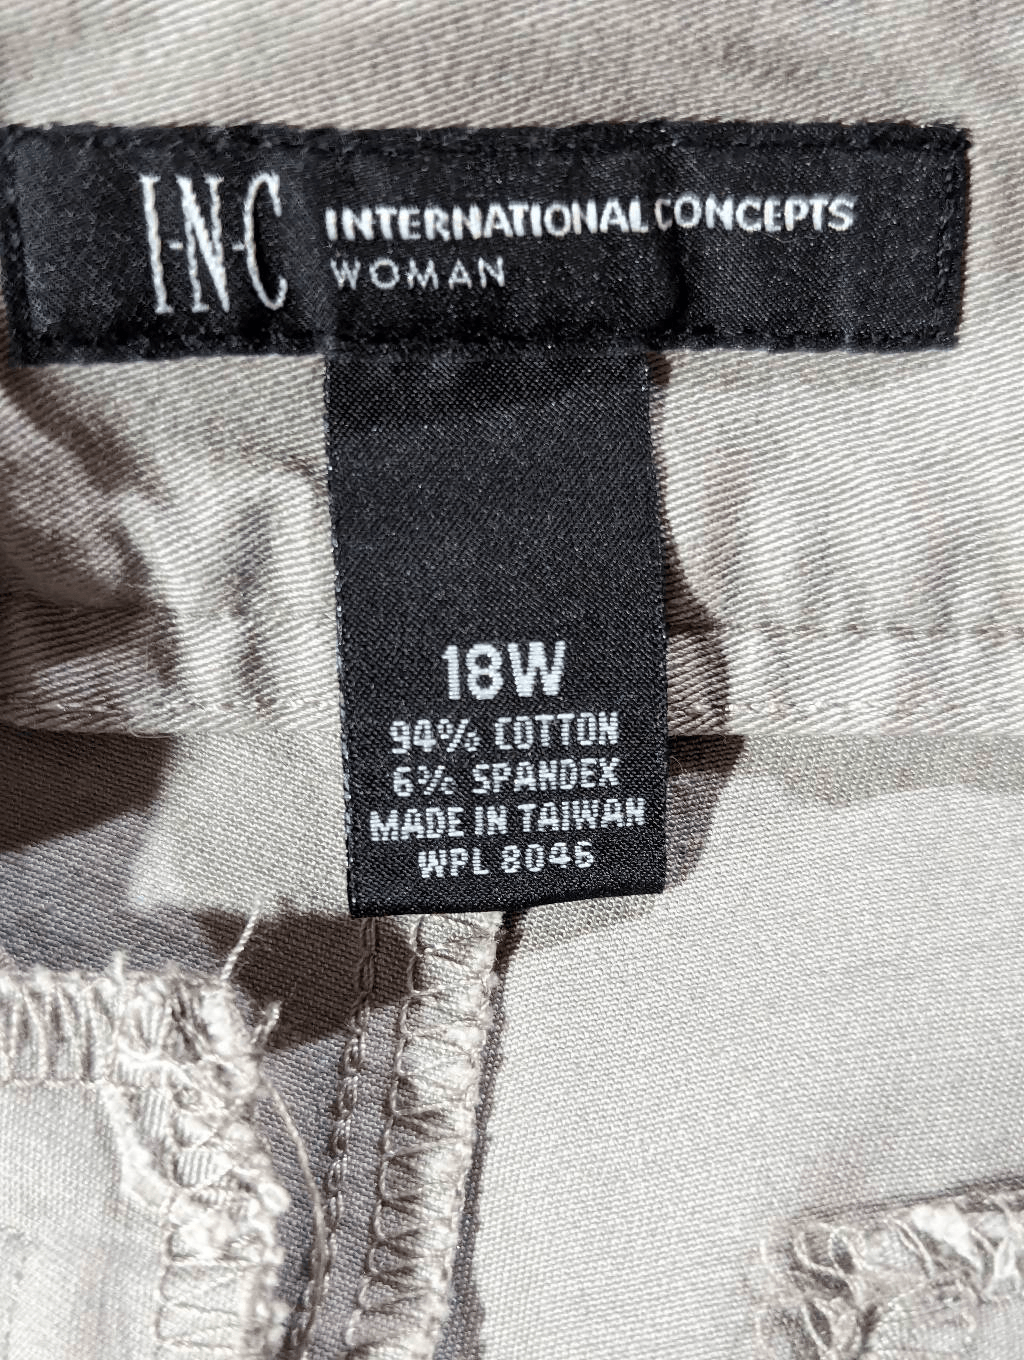 I·N·C INTERNATIONAL CONCEPTS
WOMAN
18W
94% COTTON
6% SPANDEX
MADE IN TAIWAN
WPL 8046